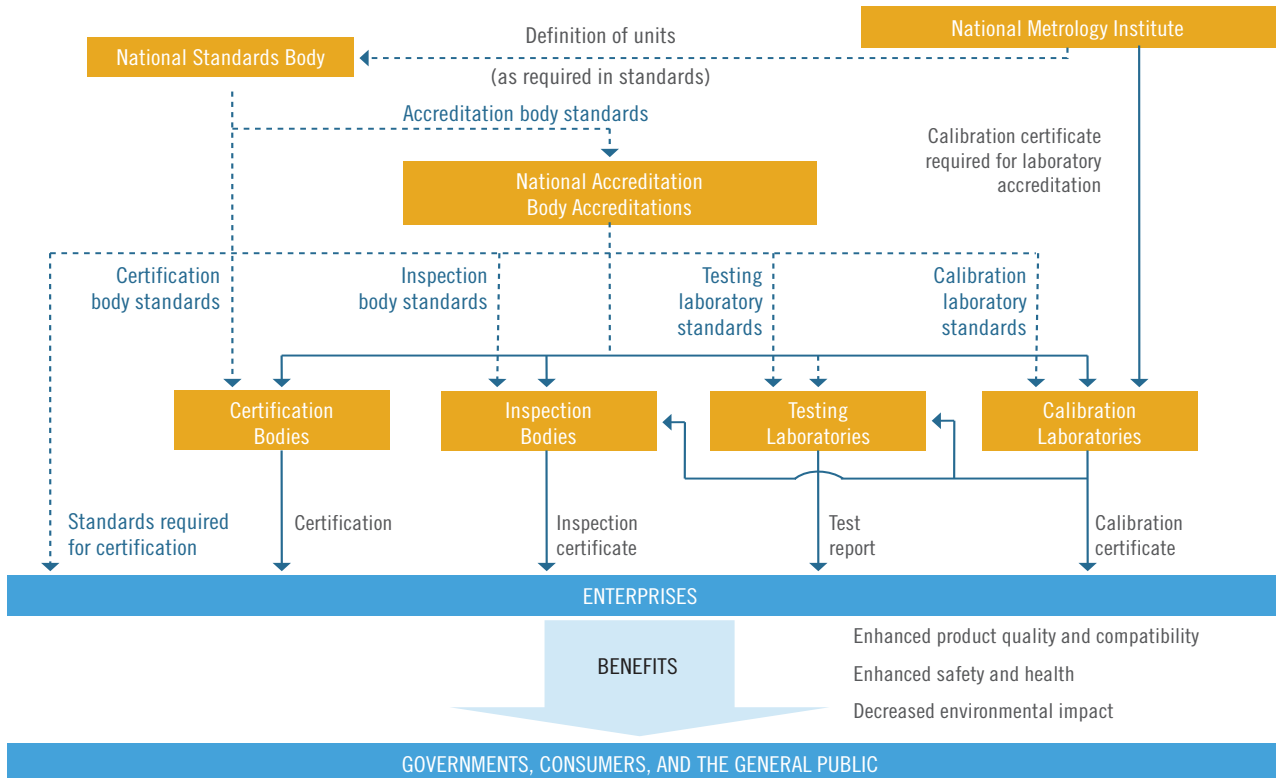 National Metrology Institute
Definition of units
National Standards Body
(as required in standards)
Accreditation body standards
Calibration certificate
required for laboratory
accreditation
National Accreditation
Body Accreditations
Certification
body standards
Inspection
body standards
Testing
laboratory
standards
Calibration
laboratory
standards
Certification
Bodies
Inspection
Bodies
Testing
Laboratories
Calibration
Laboratories
Standards required
for certification
Certification
Inspection
certificate
Test
report
Calibration
certificate
ENTERPRISES
BENEFITS
Enhanced product quality and compatibility
Enhanced safety and health
Decreased environmental impact
GOVERNMENTS, CONSUMERS, AND THE GENERAL PUBLIC